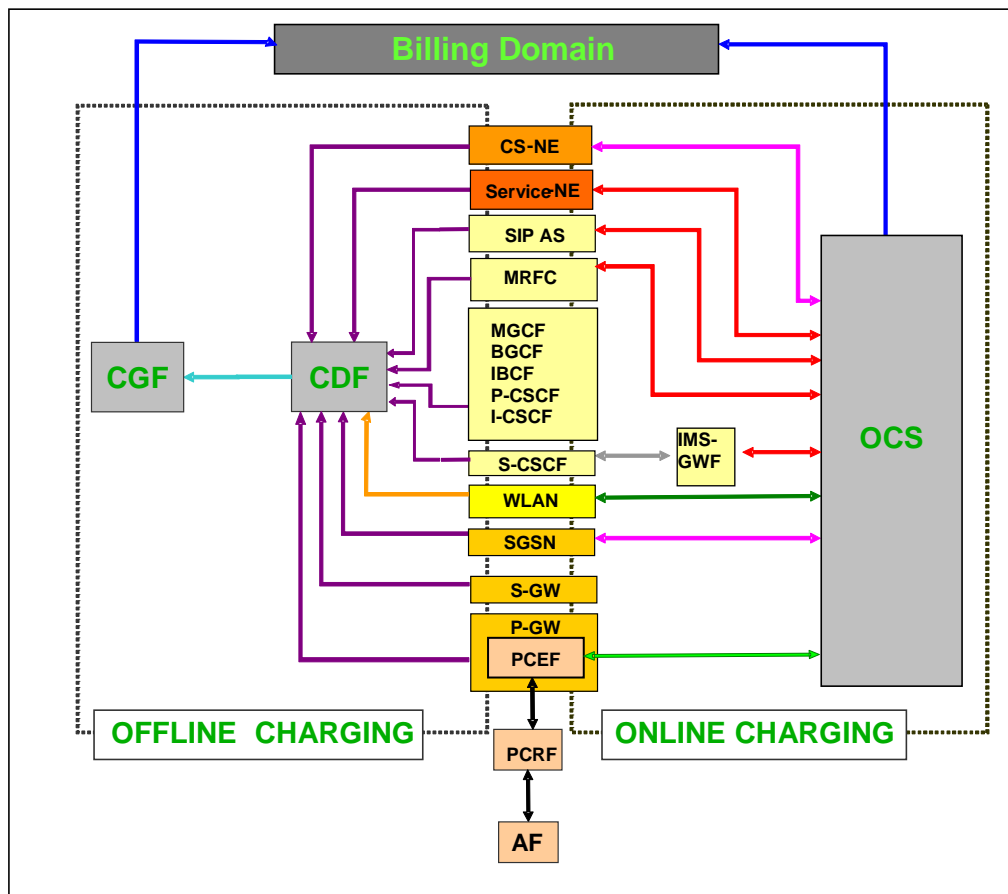 Billing Domain
CS-NE
Service-NE
SIP AS
MRFC
MGCF
BGCF
IBCF
P-CSCF
I-CSCF
CGF
CDF
OCS
S-CSCF
IMS-
GWF
WLAN
SGSN
S-GW
P-GW
PCEF
OFFLINE CHARGING
ONLINE CHARGING
PCRF
AF